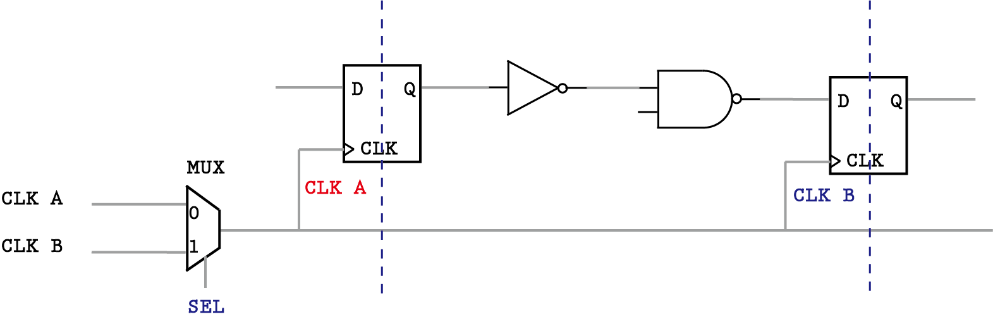 D Q D Q
CLK CLK
MUX
CLK A CLK B
CLK A
0
CLK B
1
SEL